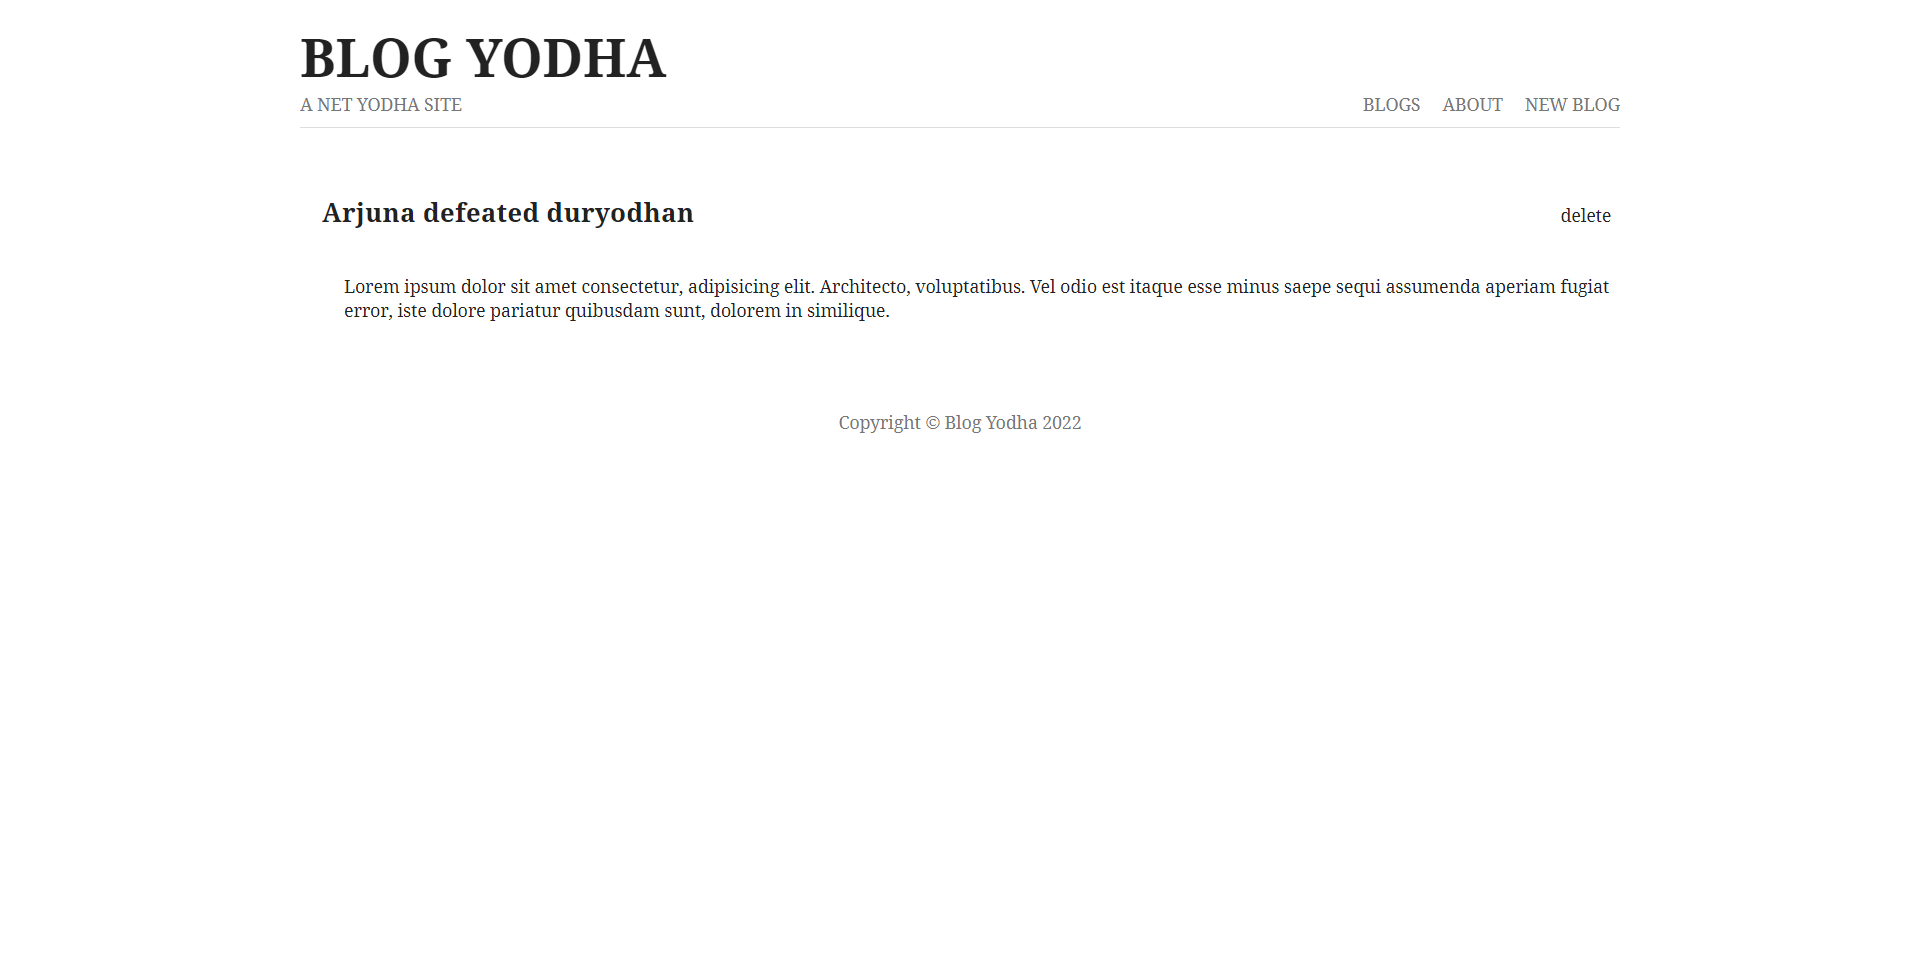 BLOG YODHA
A NET YODHA SITE
BLOGS ABOUT NEW BLOG
Arjuna defeated duryodhan
delete
Lorem ipsum dolor sit amet consectetur, adipisicing elit. Architecto, voluptatibus. Vel odio est itaque esse minus saepe sequi assumenda aperiam fugiat
error, iste dolore pariatur quibusdam sunt, dolorem in similique.
Copyright © Blog Yodha 2022